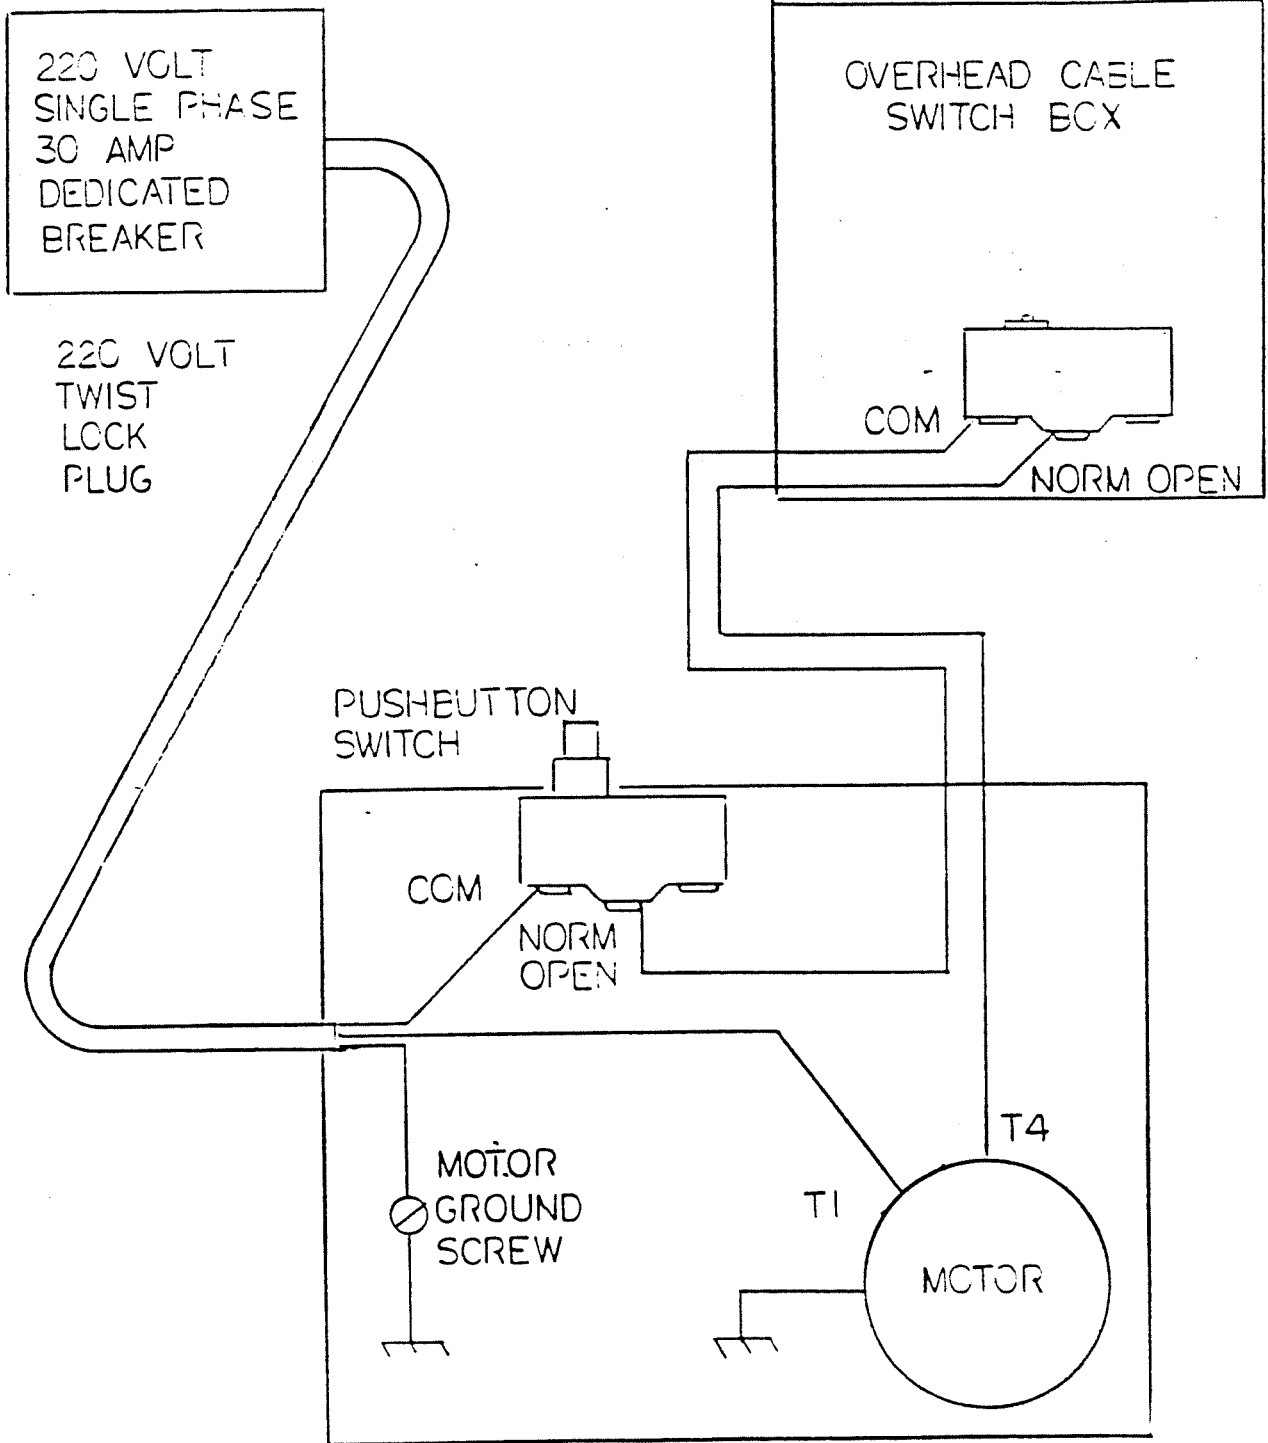 220 VOLT
SINGLE PHASE
30 AMP
DEDICATED
BREAKER
220 VOLT
TWIST
LOCK
PLUG
OVERHEAD CABLE
SWITCH BOX
COM
NORM OPEN
PUSHBUTTON
SWITCH
COM
NORM
OPEN
MOTOR
GROUND
SCREW
T4
T1
MOTOR